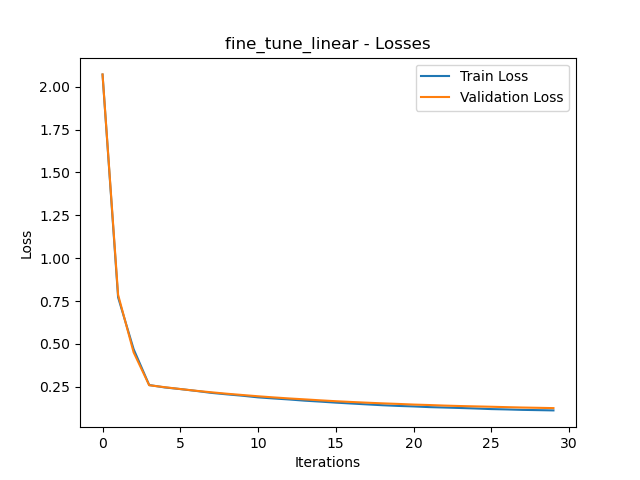 fine_tune_linear - Losses
Train Loss
Validation Loss
2.00
1.75
1.50
1.25
1.00
0.75
0.50
0.25
Loss
0 5 10 15 20 25 30
Iterations